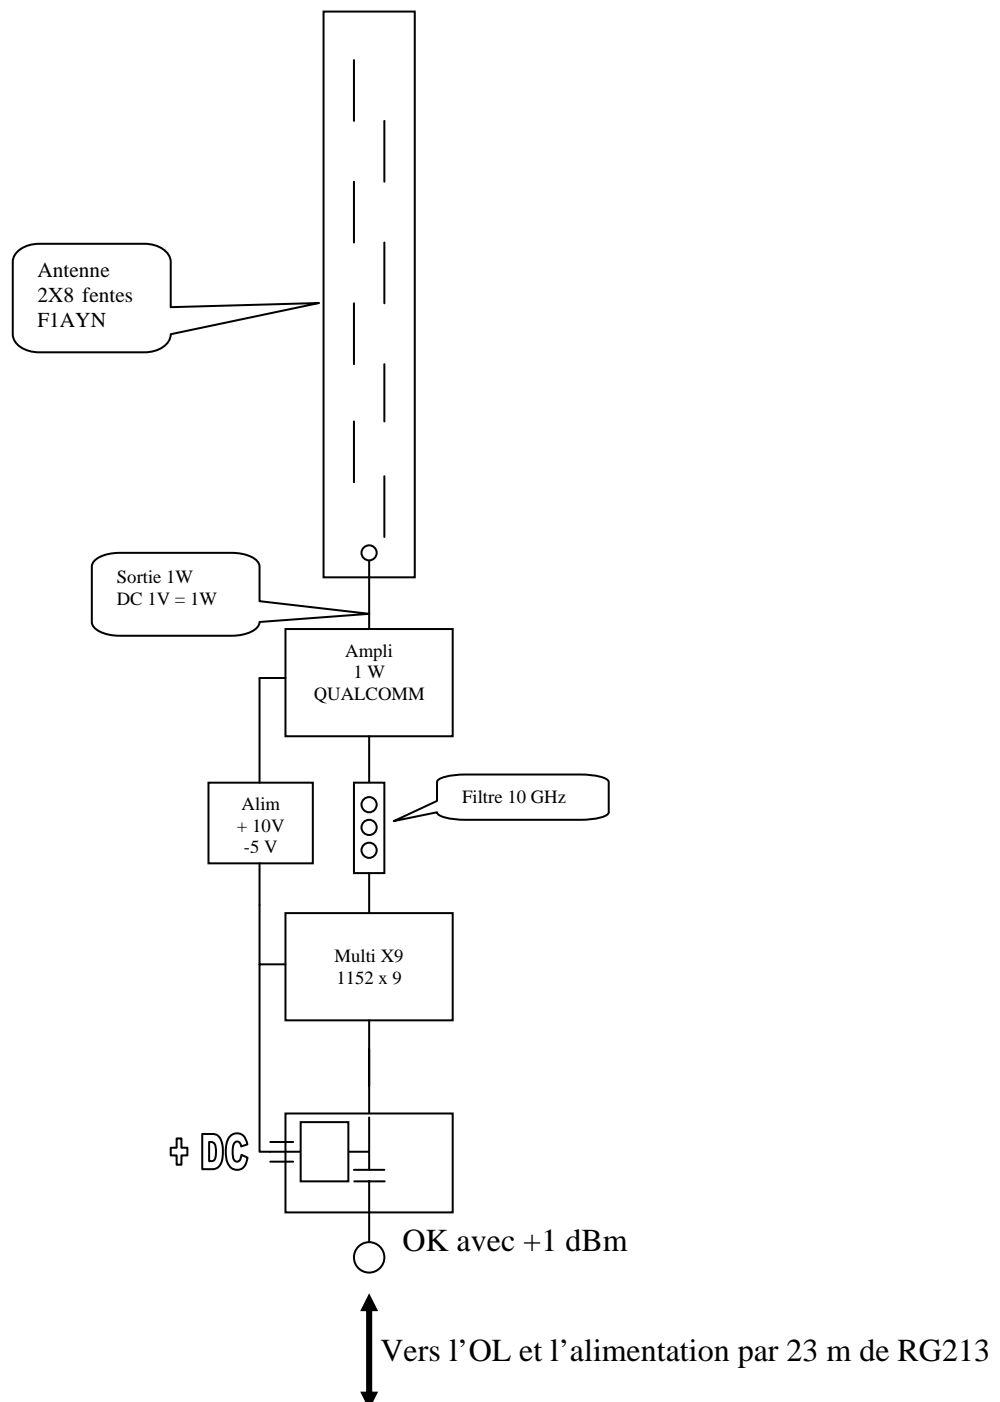 Antenne
2X8 fentes
F1AYN
Sortie 1W
DC 1V = 1W
Ampli
1 W
QUALCOMM
Alim
+ 10V
-5 V
Filtre 10 GHz
Multi X9
1152 x 9
+ DC
OK avec +1 dBm
Vers l’OL et l’alimentation par 23 m de RG213